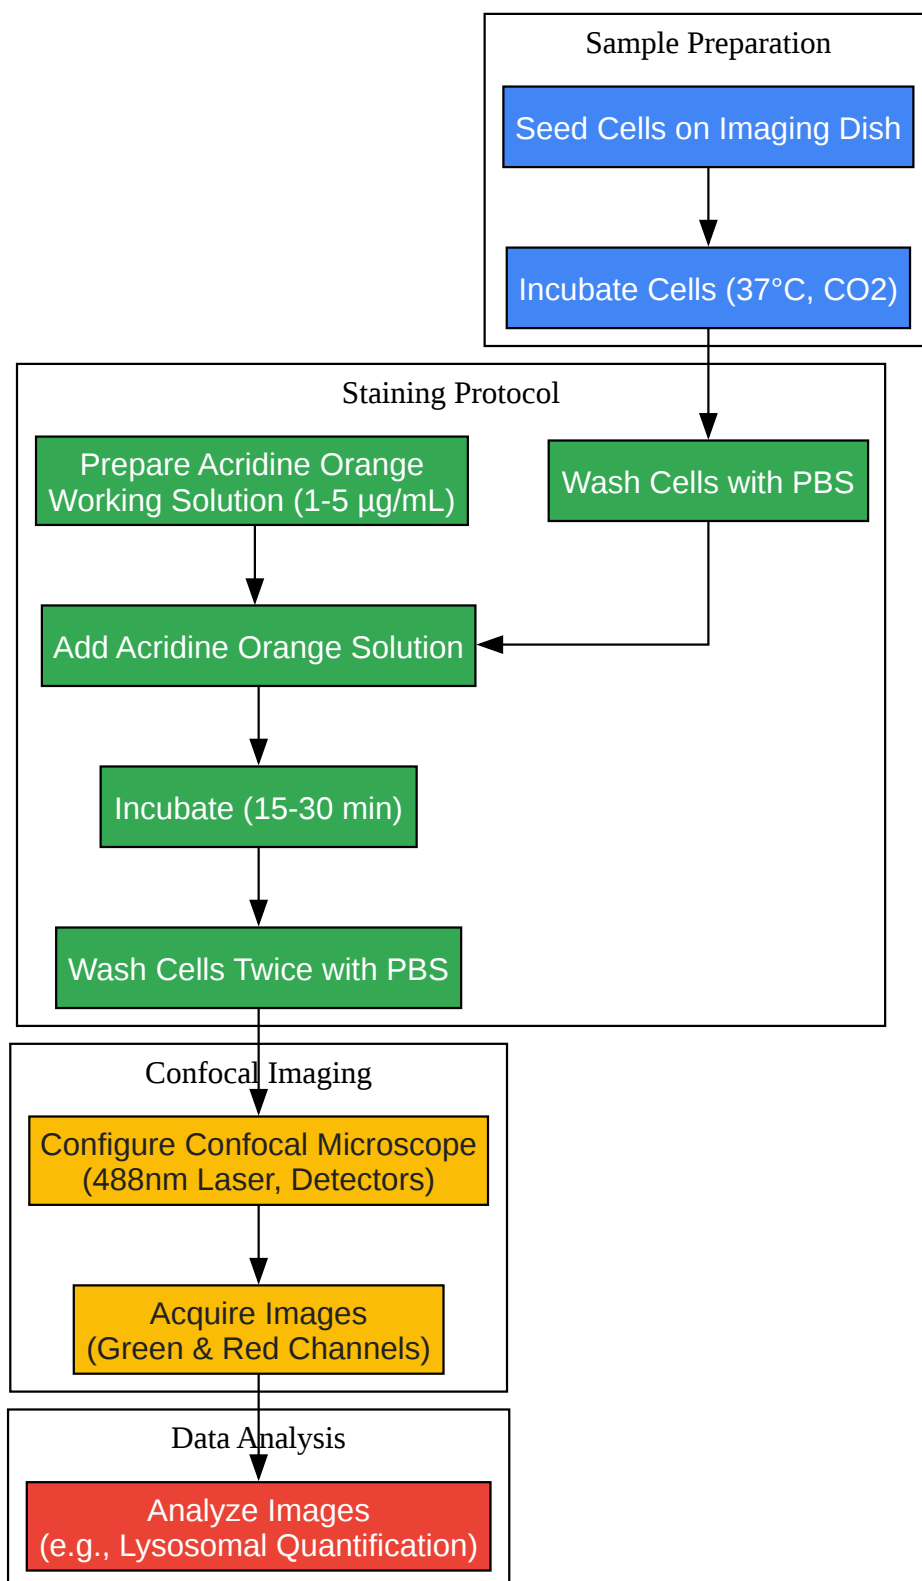 Sample Preparation
Seed Cells on Imaging Dish
Incubate Cells (37°C, CO2)
Staining Protocol
Prepare Acridine Orange
Working Solution (1-5 µg/mL)
Wash Cells with PBS
Add Acridine Orange Solution
Incubate (15-30 min)
Wash Cells Twice with PBS
Confocal Imaging
Configure Confocal Microscope
(488nm Laser, Detectors)
Acquire Images
(Green & Red Channels)
Data Analysis
Analyze Images
(e.g., Lysosomal Quantification)